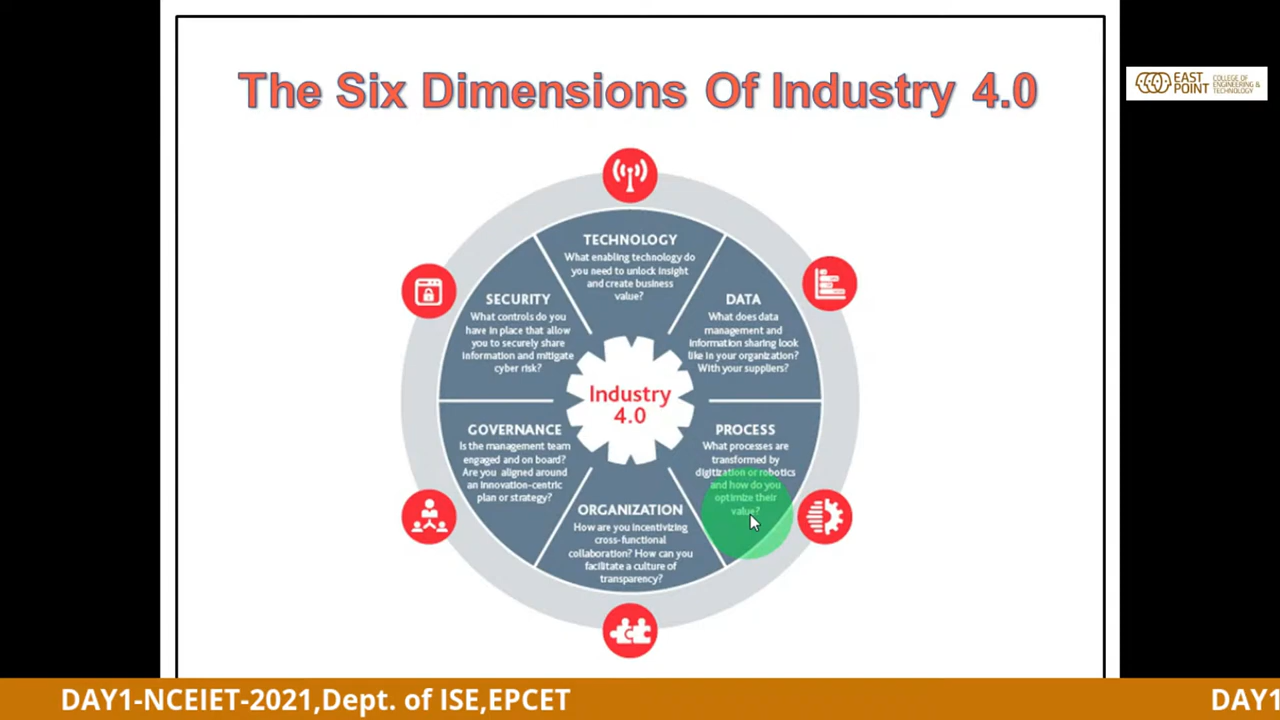 The Six Dimensions Of Industry 4.0
EAST
POINT
COLLEGE OF
ENGINEERING &
TECHNOLOGY
TECHNOLOGY
What enabling technology do
you need to unlock insight
and create business
value?
DATA
What does data
management and
information sharing look
like in your organization?
With your suppliers?
PROCESS
What processes are
transformed by
digitization or robotics
and how do you
optimize their
value?
ORGANIZATION
How are you incentivizing
cross-functional
collaboration? How can you
facilitate a culture of
transparency?
GOVERNANCE
Is the management team
engaged and on board?
Are you aligned around
an innovation-centric
plan or strategy?
SECURITY
What controls do you
have in place that allow
you to securely share
information and mitigate
cyber risk?
Industry
4.0
DAY1-NCEIET-2021,Dept. of ISE,EPCET
DAY1